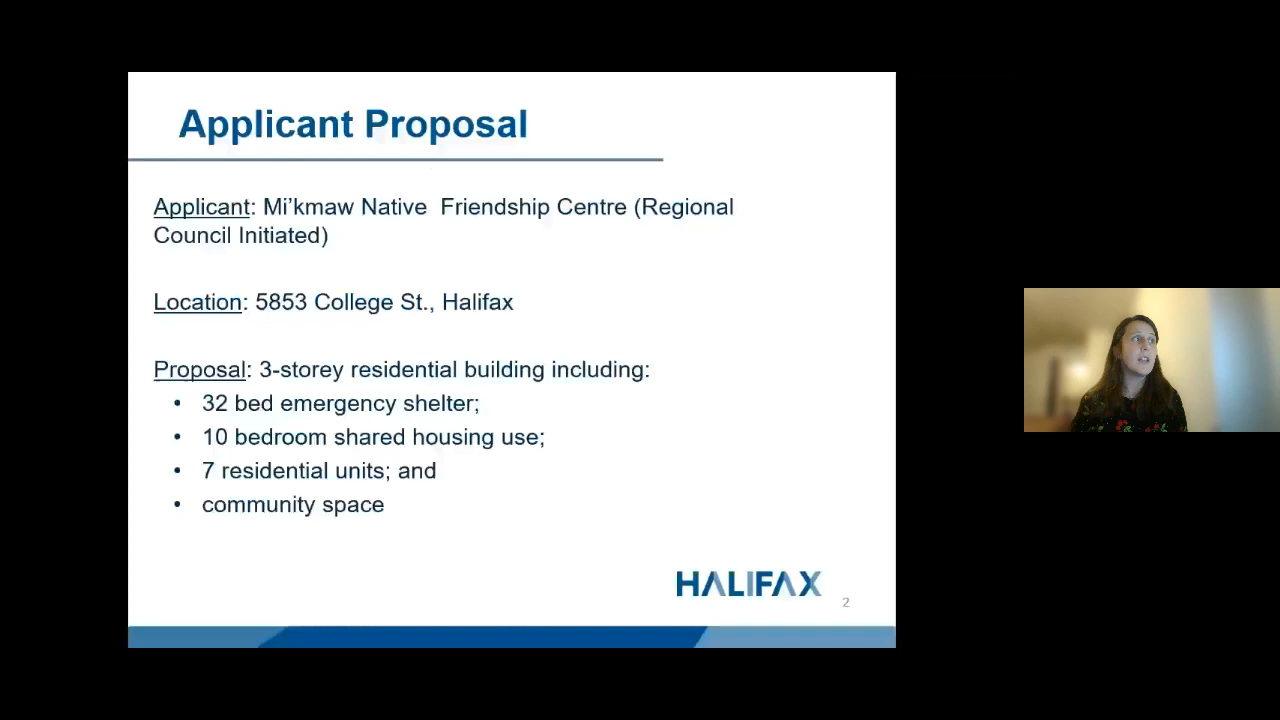 Applicant Proposal
Applicant: Mi’kmaw Native  Friendship Centre (Regional
Council Initiated)
Location: 5853 College St., Halifax
Proposal: 3-storey residential building including:
• 32 bed emergency shelter;
• 10 bedroom shared housing use;
• 7 residential units; and
• community space
HALIFAX
2